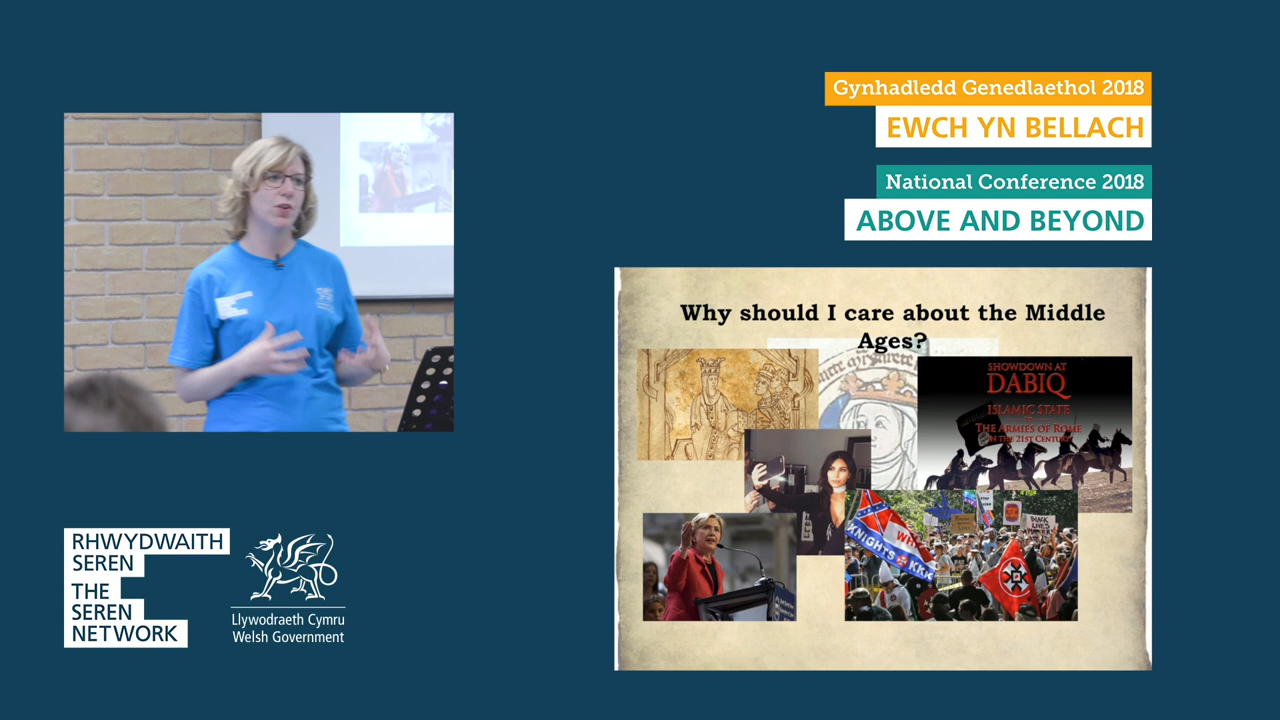 Gynhadledd Genedlaethol 2018
EWCH YN BELLACH
National Conference 2018
ABOVE AND BEYOND
Why should I care about the Middle
Ages?
SHOWDOWN AT
DABIQ
ISLAMIC STATE
THE ARMIES OF ROME
IN THE 21ST CENTURY
BLACK
LIVES
KNIGHTS KKK
RHWYDWAITH
SEREN
THE
SEREN
NETWORK
Llywodraeth Cymru
Welsh Government